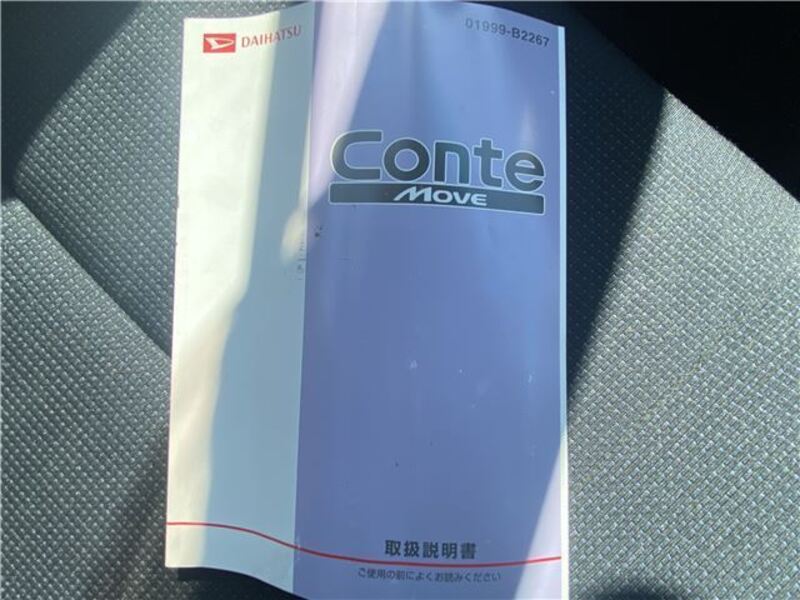 DAIHATSU
01999-B2267
Conte
MOVE
取扱説明書
ご使用の前によくお読みください